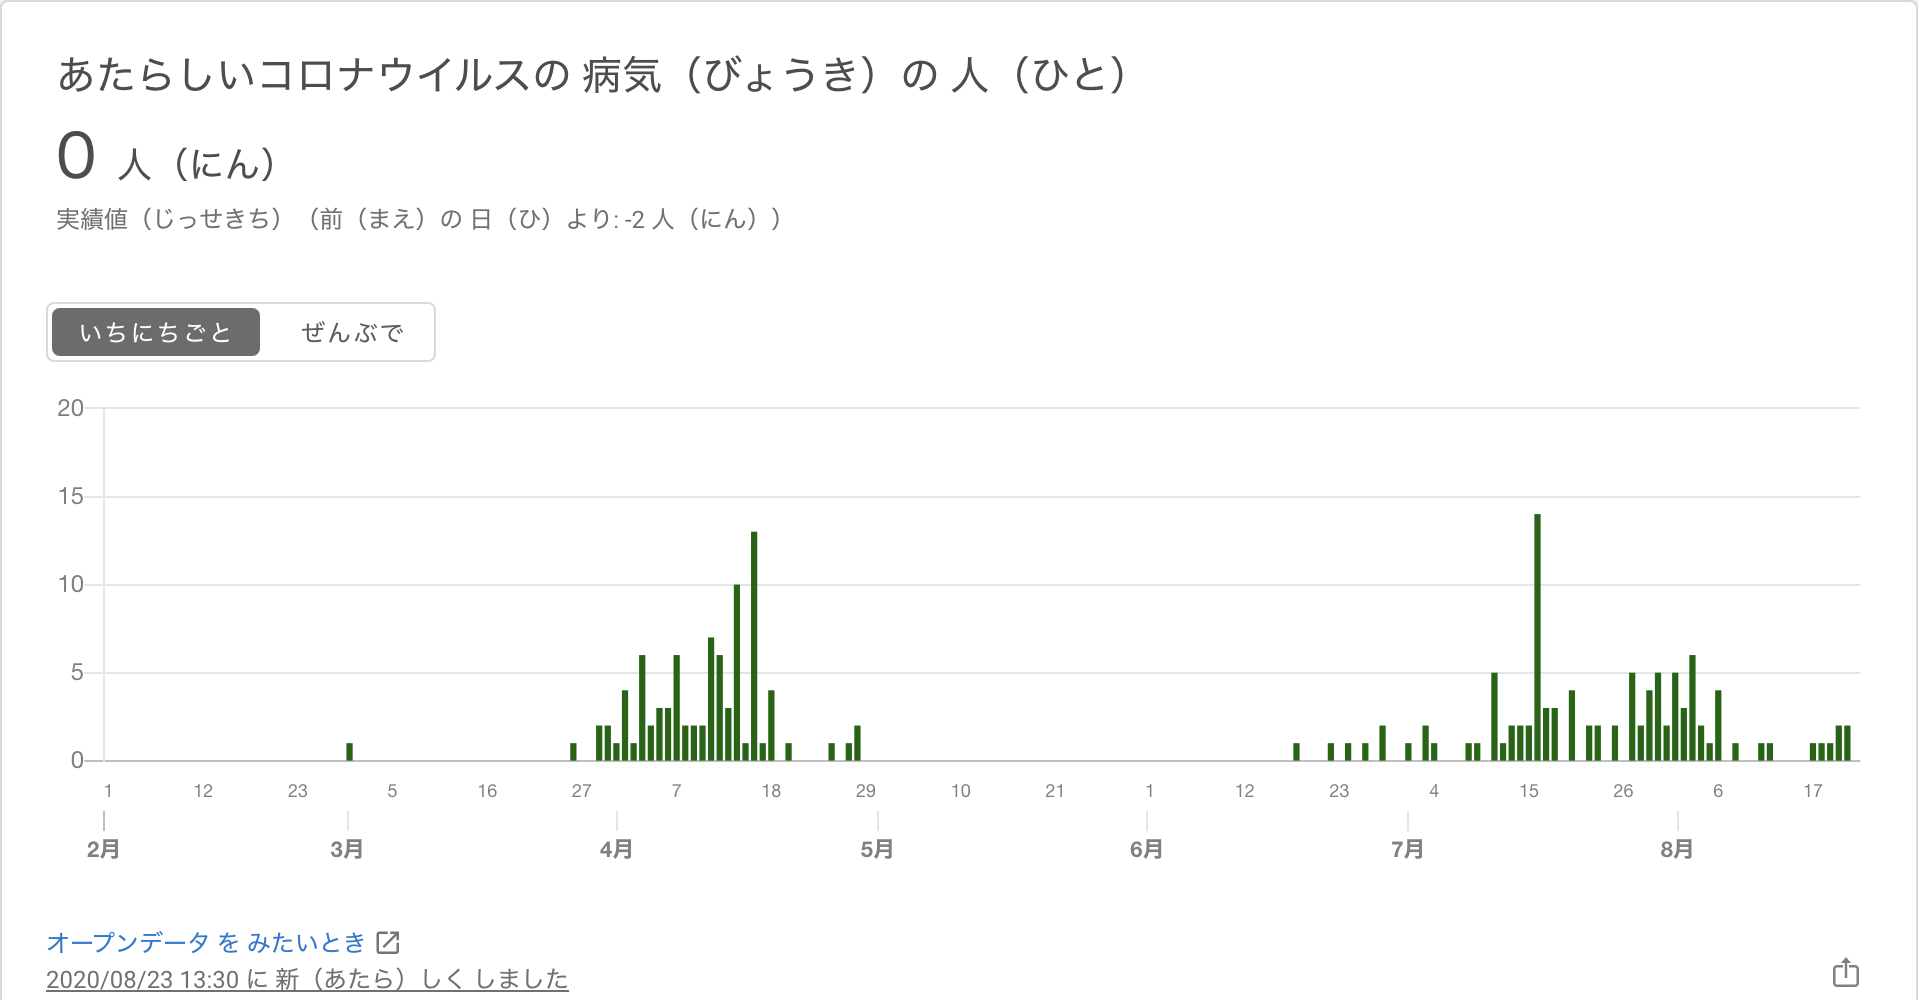 あたらしいコロナウイルスの 病気（びょうき）の 人（ひと）
0 人（にん）
実績値（じっせきち）（前（まえ）の 日（ひ）より: -2 人（にん））
いちにちごと ぜんぶで
20
15
10
5
0
1 12 23 5 16 27 7 18 29 10 21 1 12 23 4 15 26 6 17
2月 3月 4月 5月 6月 7月 8月
オープンデータ を みたいとき
2020/08/23 13:30 に 新（あたら）しく しました